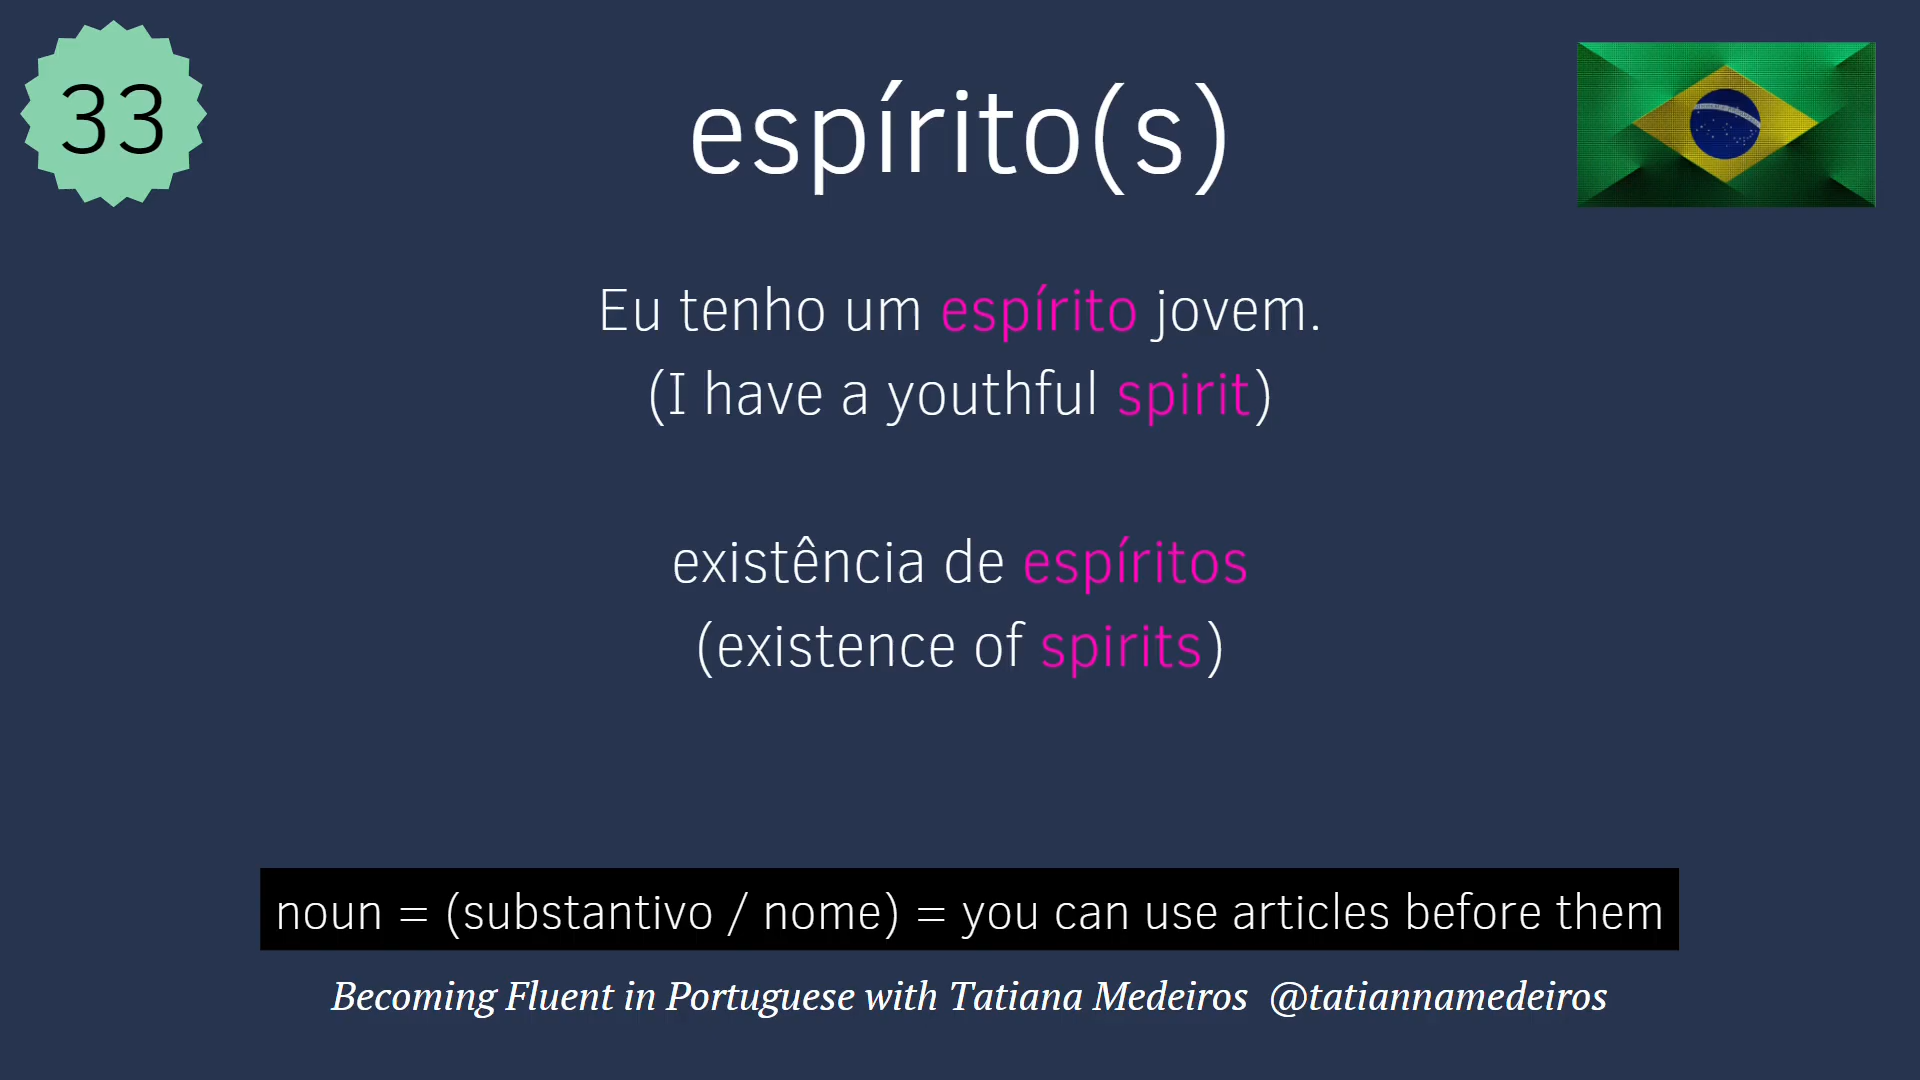 33
espírito(s)
Eu tenho um espírito jovem.
(I have a youthful spirit)
existência de espíritos
(existence of spirits)
noun = (substantivo / nome) = you can use articles before them
Becoming Fluent in Portuguese with Tatiana Medeiros @tatiannamedeiros